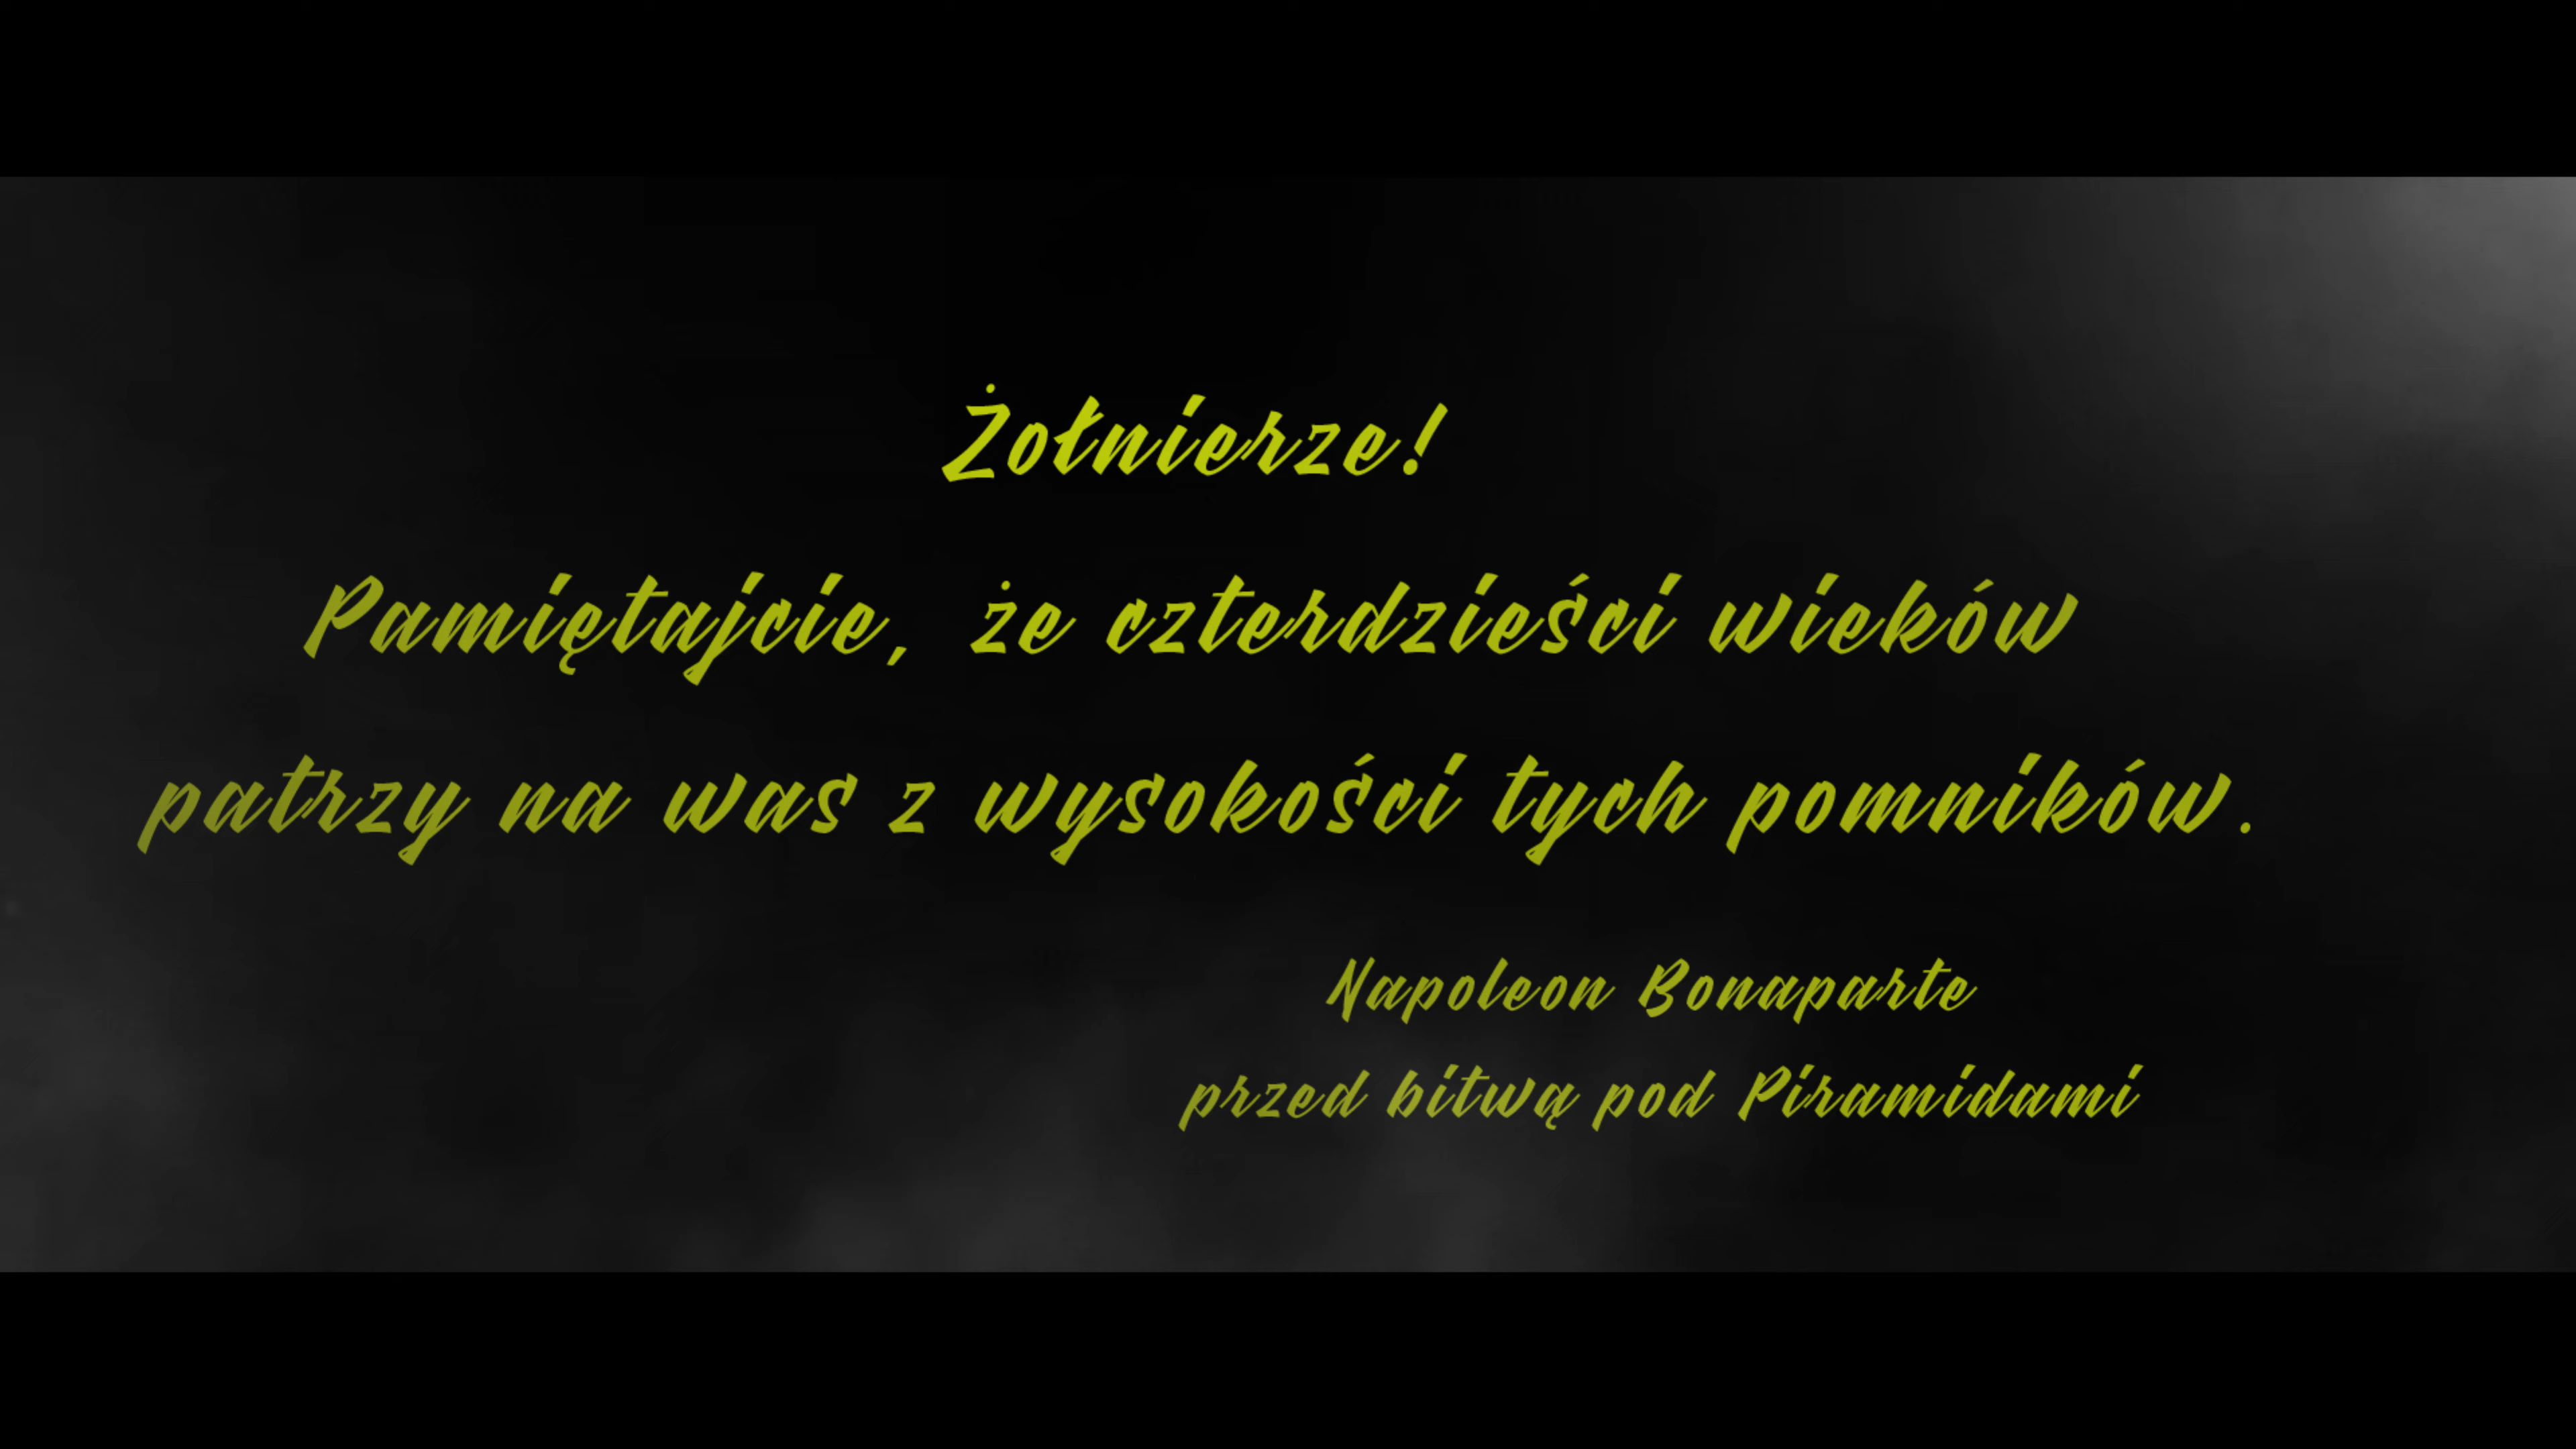 Żołnierze!
Pamiętajcie, że czterdzieści wieków
patrzy na was z wysokości tych pomników.
Napoleon Bonaparte
przed bitwą pod Piramidami